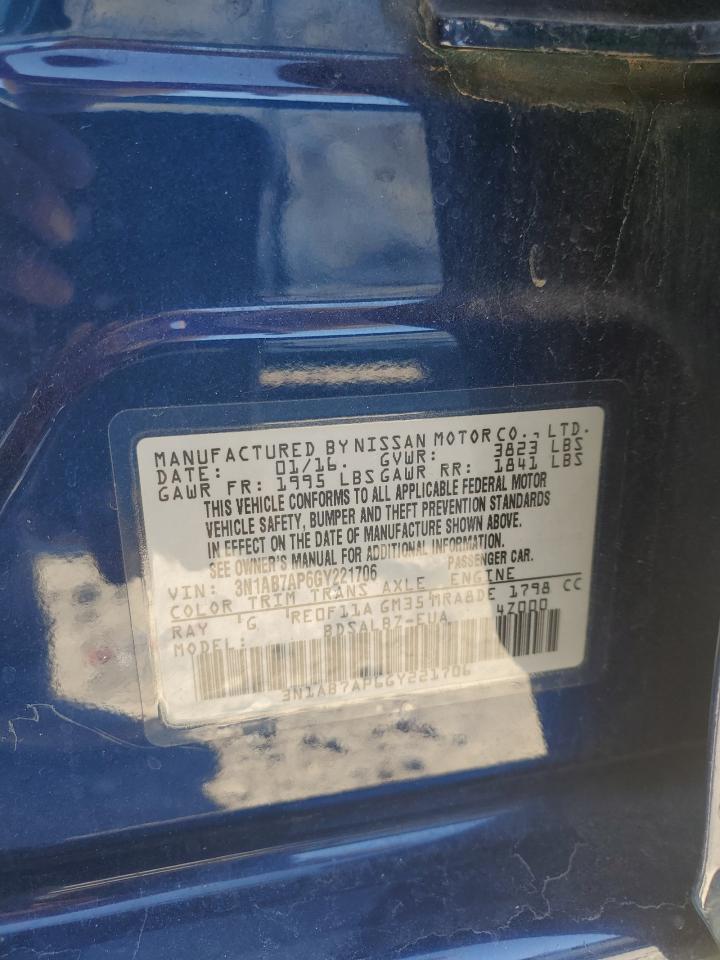 MANUFACTURED BY NISSAN MOTOR CO., LTD.
DATE: 01/16. GVWR: 3823 LBS
GAWR FR: 1995 LBS GAWR RR: 1841 LBS
THIS VEHICLE CONFORMS TO ALL APPLICABLE FEDERAL MOTOR
VEHICLE SAFETY, BUMPER AND THEFT PREVENTION STANDARDS
IN EFFECT ON THE DATE OF MANUFACTURE SHOWN ABOVE.
SEE OWNER'S MANUAL FOR ADDITIONAL INFORMATION.
VIN: 3N1AB7AP6GY221706 PASSENGER CAR.
COLOR TRIM TRANS AXLE ENGINE
RAY G RE0F11A GM35 MRA8DE 1798 CC
MODEL: BDSALBZ-EUA 4Z000
3N1AB7AP6GY221706